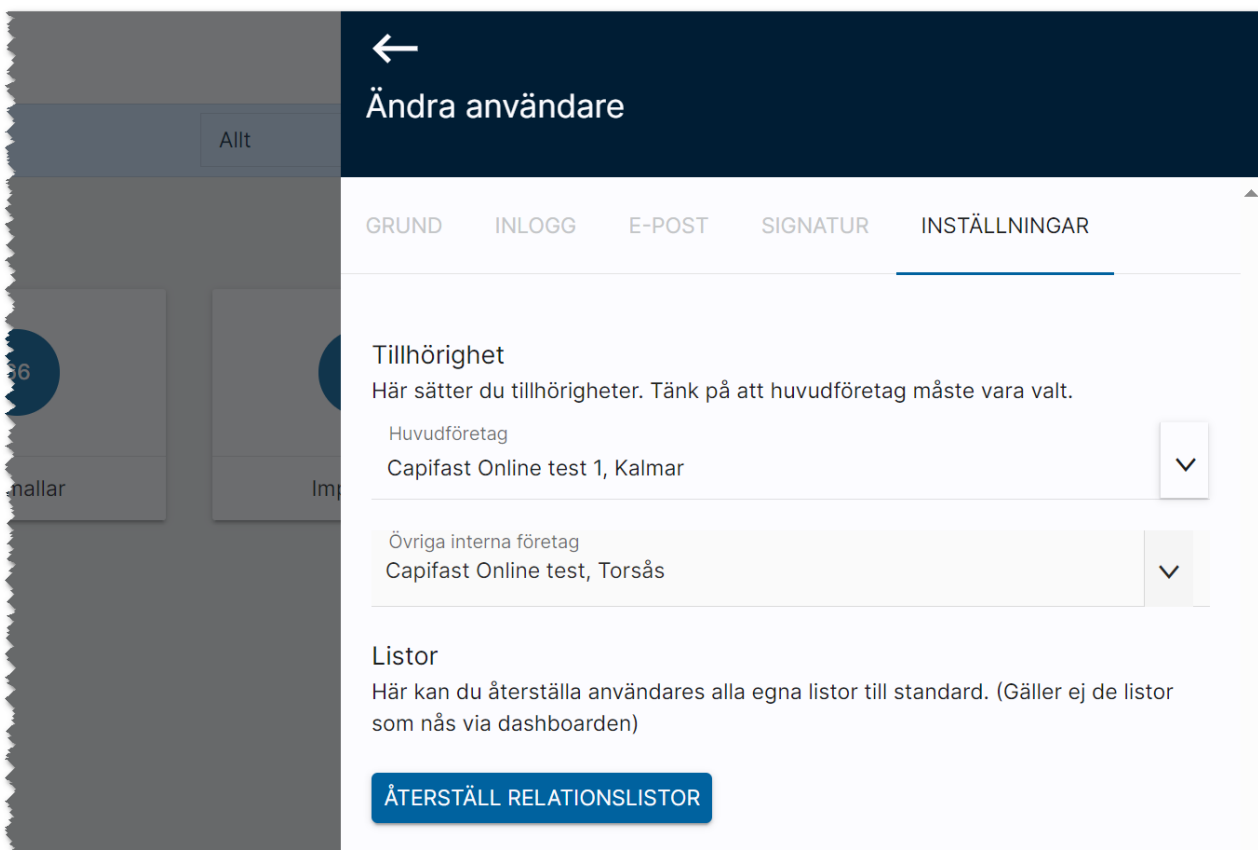 Ändra användare
Allt
GRUND INLOGG E-POST SIGNATUR INSTÄLLNINGAR
Tillhörighet
Här sätter du tillhörigheter. Tänk på att huvudföretag måste vara valt.
Huvudföretag
Capifast Online test 1, Kalmar
Övriga interna företag
Capifast Online test, Torsås
Listor
Här kan du återställa användares alla egna listor till standard. (Gäller ej de listor
som nås via dashboarden)
ÅTERSTÄLL RELATIONSLISTOR